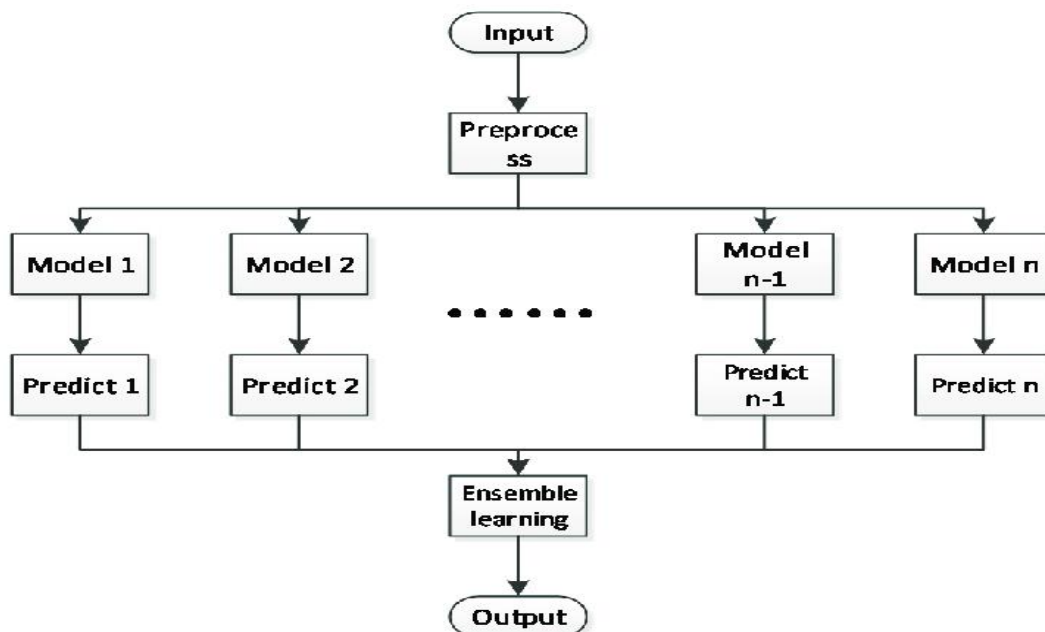 Input
Preproce
ss
Model 1
Model 2
Model
n-1
Model n
Predict 1
Predict 2
Predict
n-1
Predict n
Ensemble
learning
Output